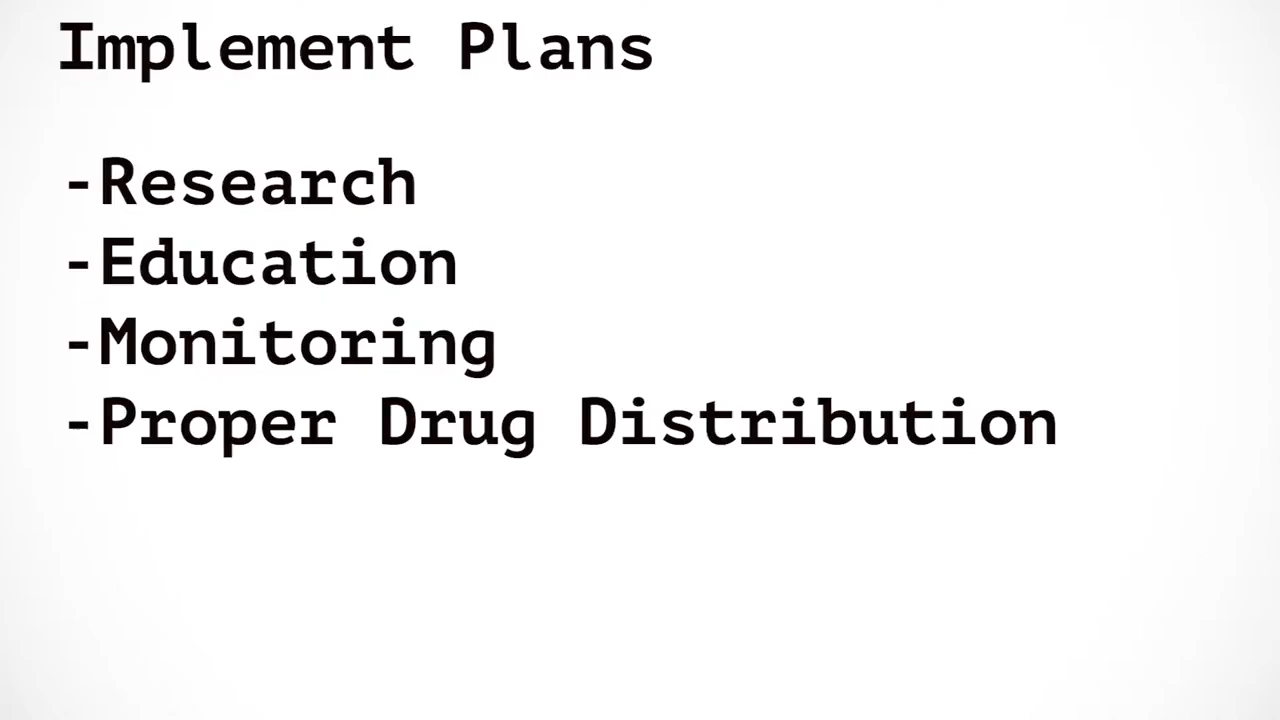 Implement Plans
-Research
-Education
-Monitoring
-Proper Drug Distribution